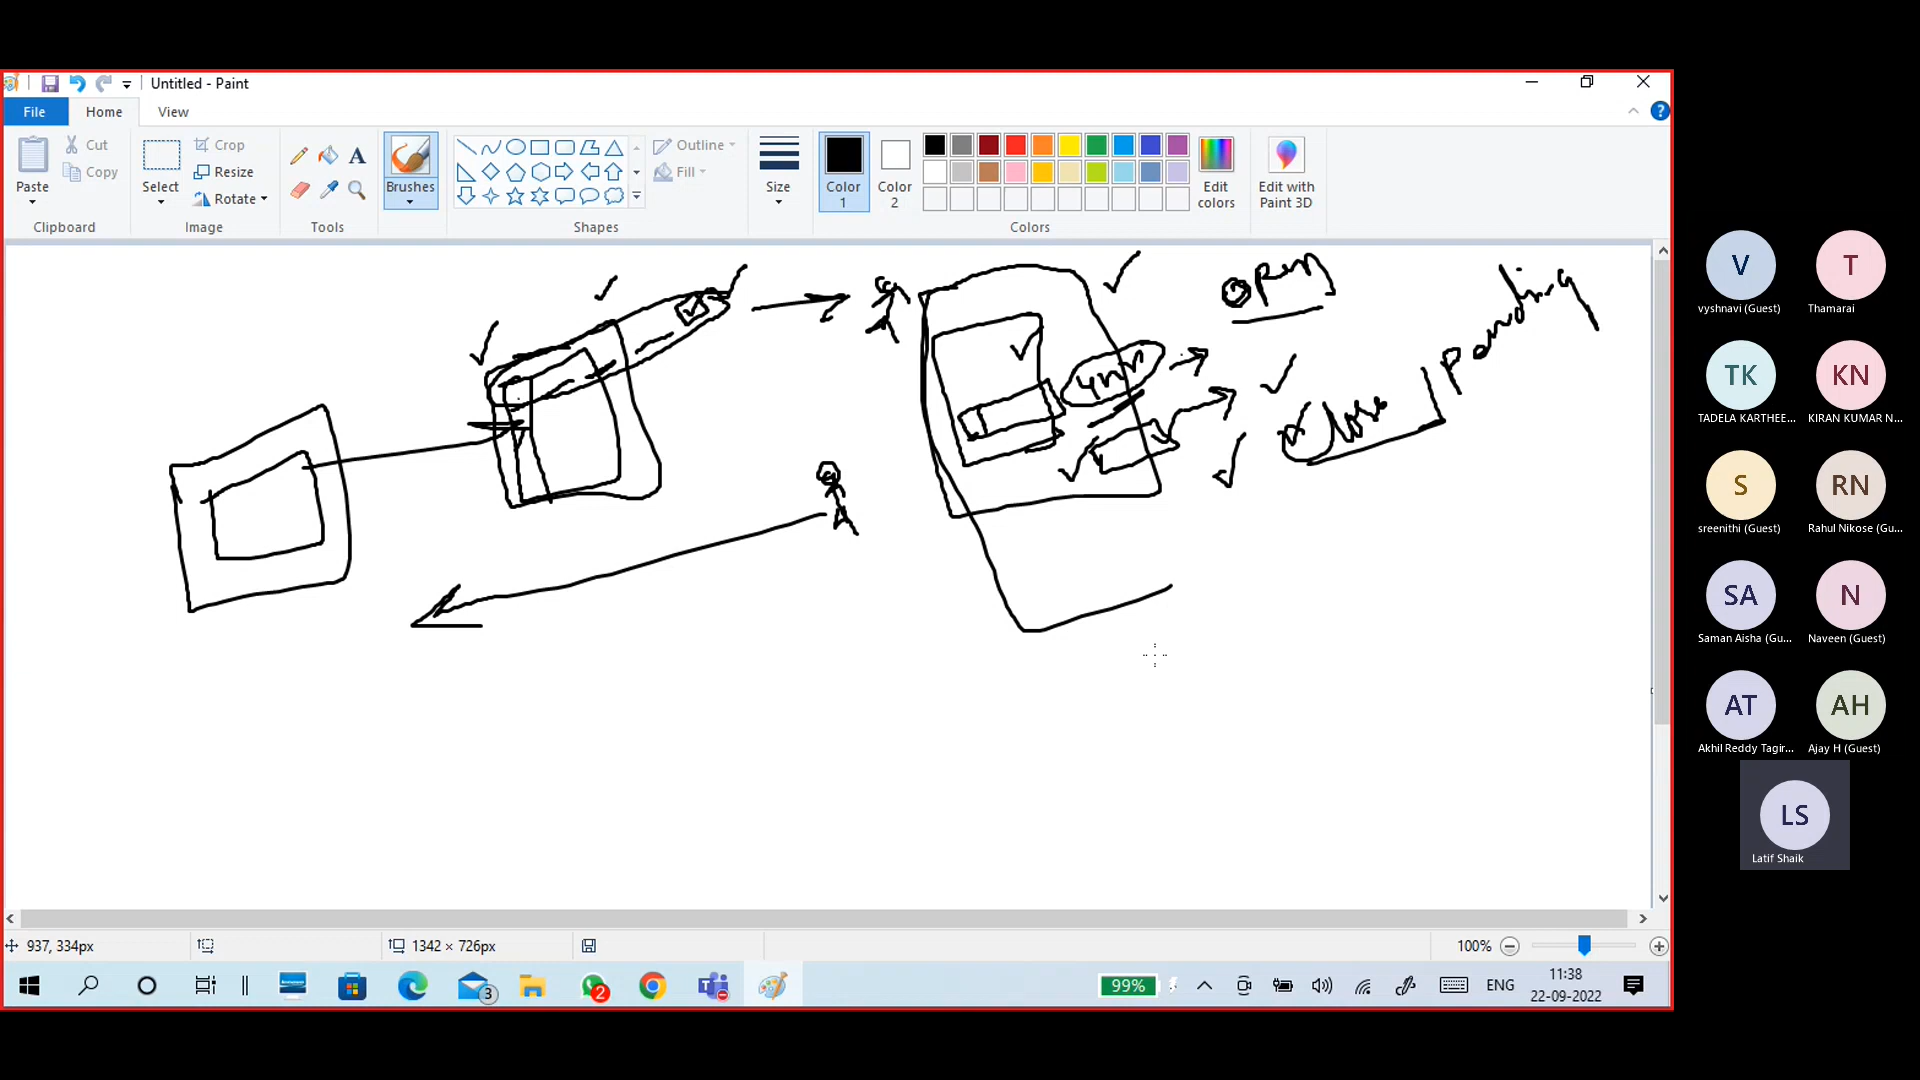 Untitled - Paint
File Home View
Cut
Copy
Paste
Clipboard
Crop
Resize
Rotate
Select
Image
Tools
Brushes
Outline
Fill
Shapes
Size
Color 1
Color 2
Edit colors
Edit with Paint 3D
Colors
open
4hr
Close / Pending
937, 334px
1342 × 726px
100%
3
2
99%
ENG
11:38
22-09-2022
V
vyshnavi (Guest)
T
Thamarai
TK
TADELA KARTHEE...
KN
KIRAN KUMAR N...
S
sreenithi (Guest)
RN
Rahul Nikose (Gu...
SA
Saman Aisha (Gu...
N
Naveen (Guest)
AT
Akhil Reddy Tagir...
AH
Ajay H (Guest)
LS
Latif Shaik